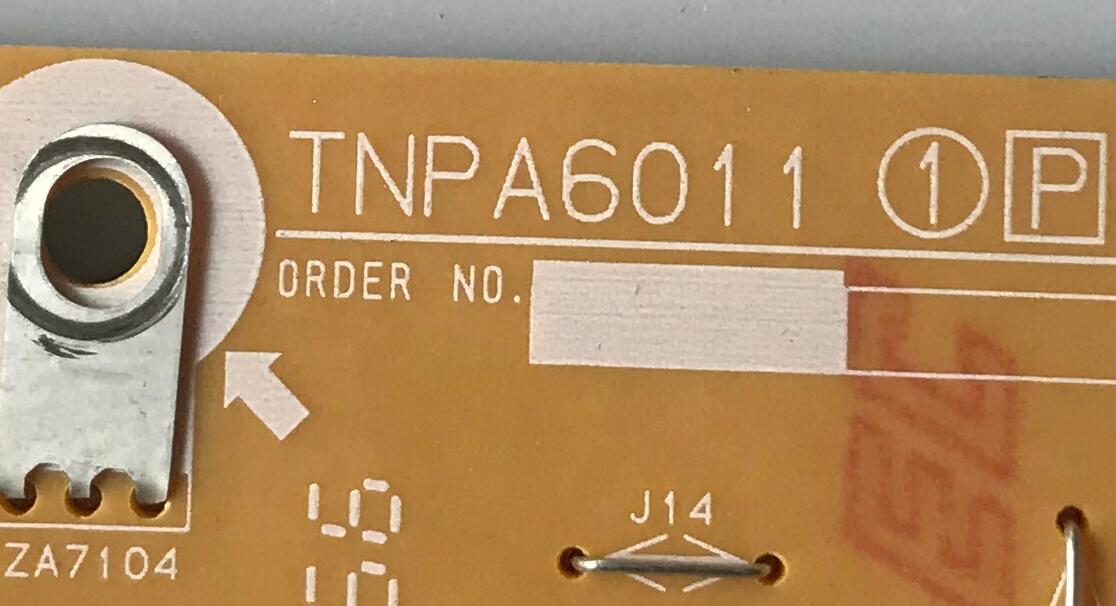 TNPA6011 ① P
ORDER NO.
J14
ZA7104